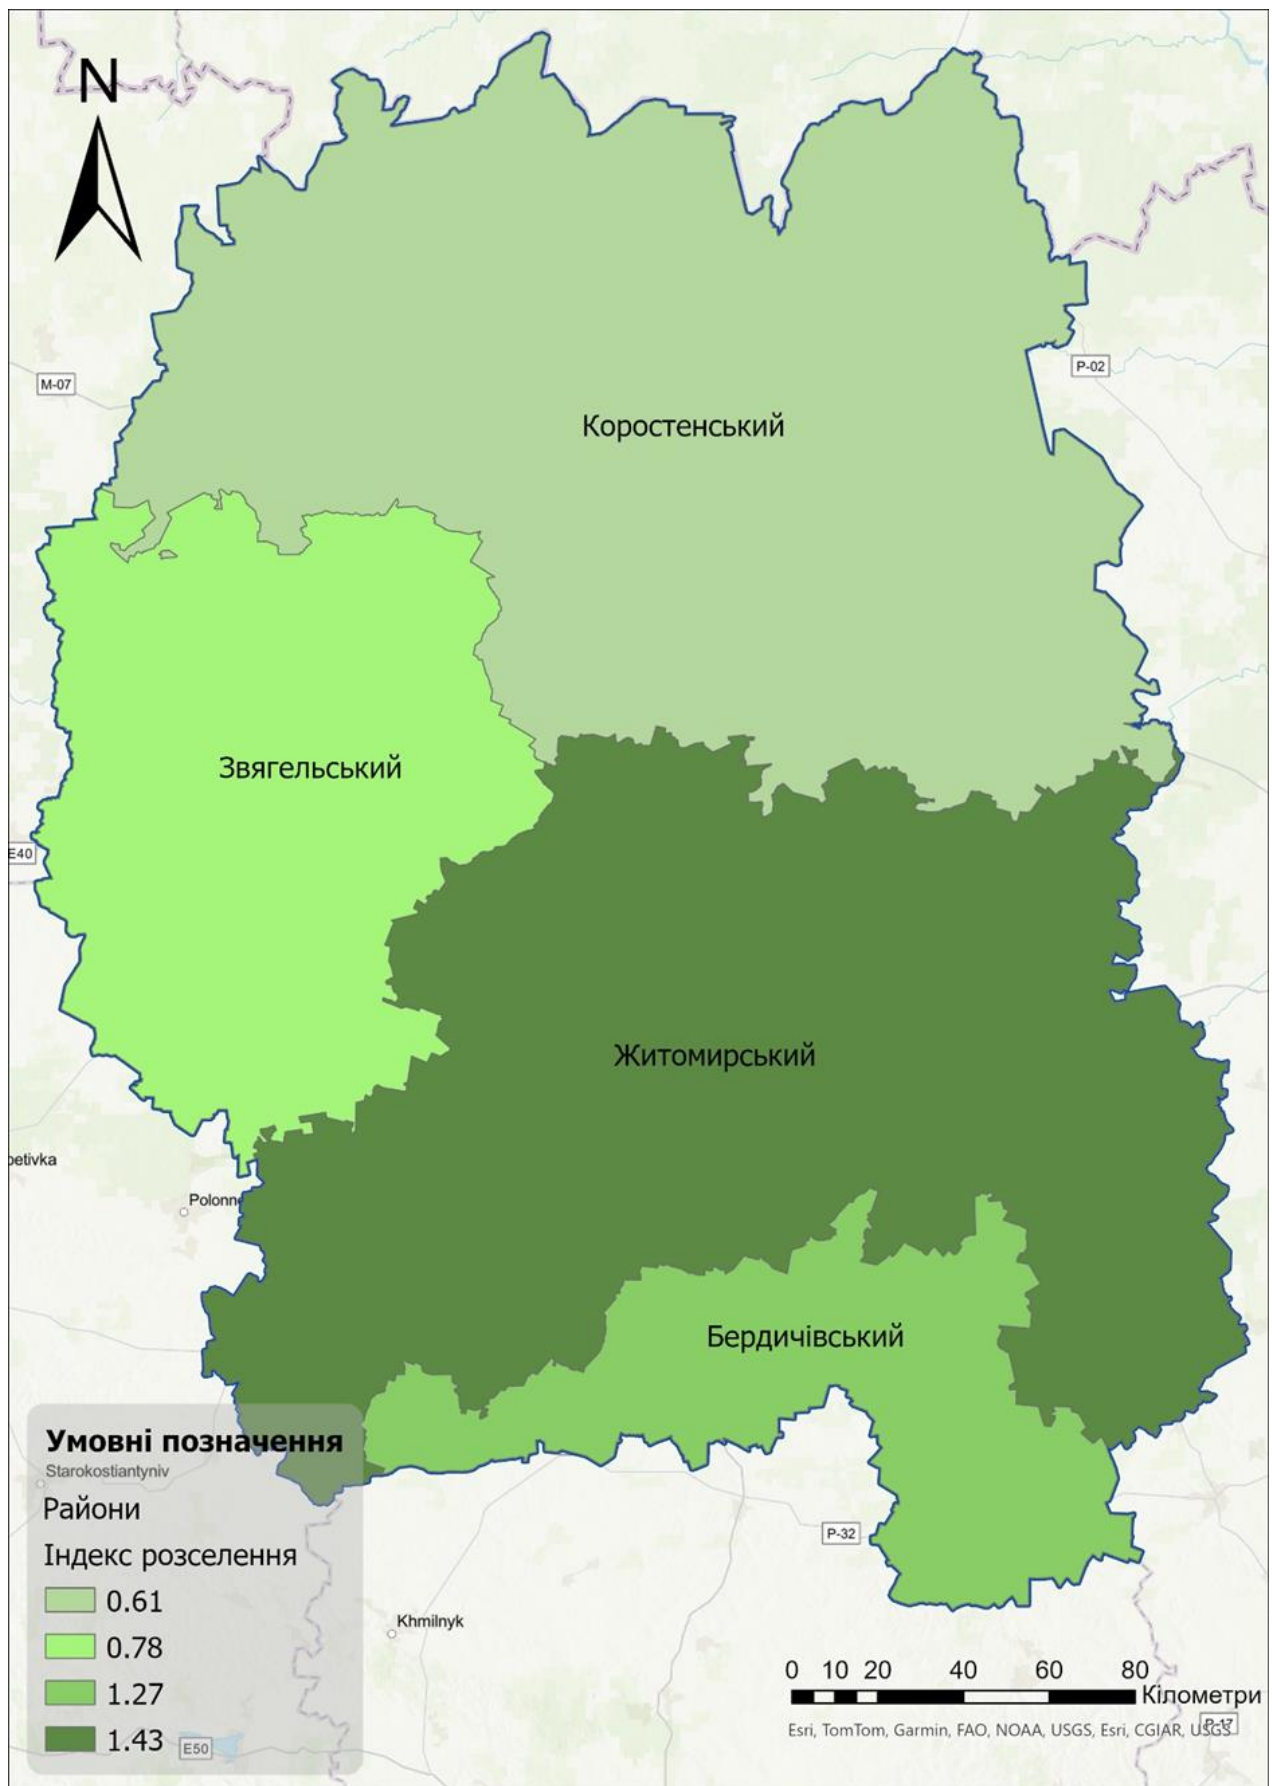 N
M-07
P-02
Коростенський
Звягельський
E40
Житомирський
petivka
Polonne
Бердичівський
Умовні позначення
Starokostiantyniv
Райони
Індекс розселення
0.61
0.78
1.27
1.43
E50
P-32
Khmilnyk
0 10 20 40 60 80
Кілометри
P-17
Esri, TomTom, Garmin, FAO, NOAA, USGS, Esri, CGIAR, USGS